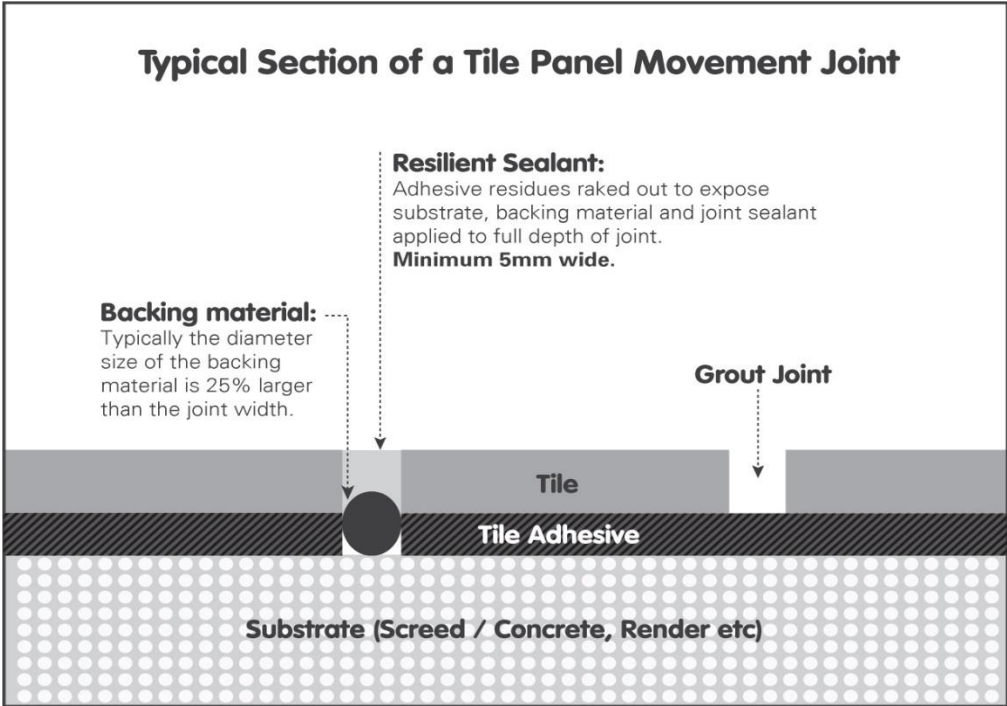 Typical Section of a Tile Panel Movement Joint
Resilient Sealant:
Adhesive residues raked out to expose
substrate, backing material and joint sealant
applied to full depth of joint.
Minimum 5mm wide.
Backing material:
Typically the diameter
size of the backing
material is 25% larger
than the joint width.
Grout Joint
Tile
Tile Adhesive
Substrate (Screed / Concrete, Render etc)